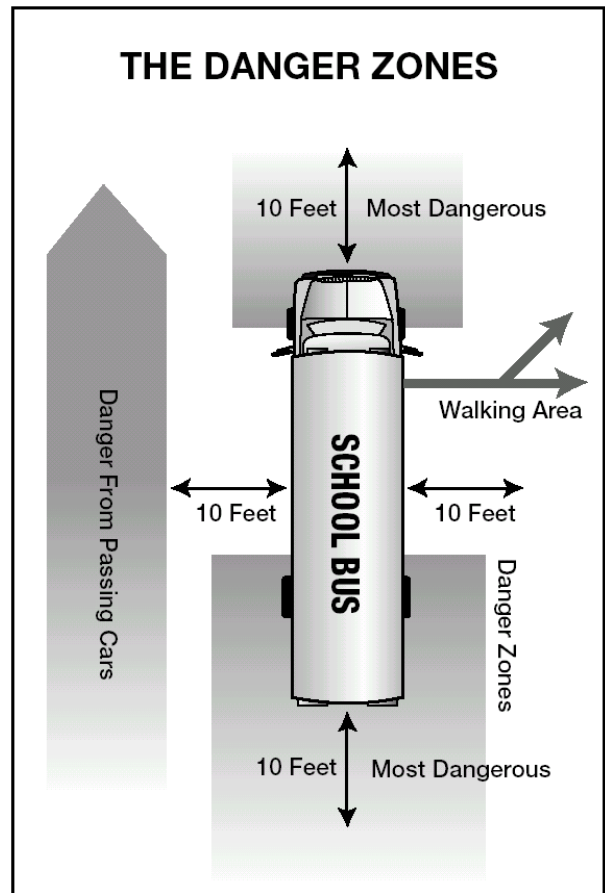 THE DANGER ZONES
10 Feet
Most Dangerous
Walking Area
Danger From Passing Cars
SCHOOL BUS
10 Feet
10 Feet
Danger Zones
10 Feet
Most Dangerous